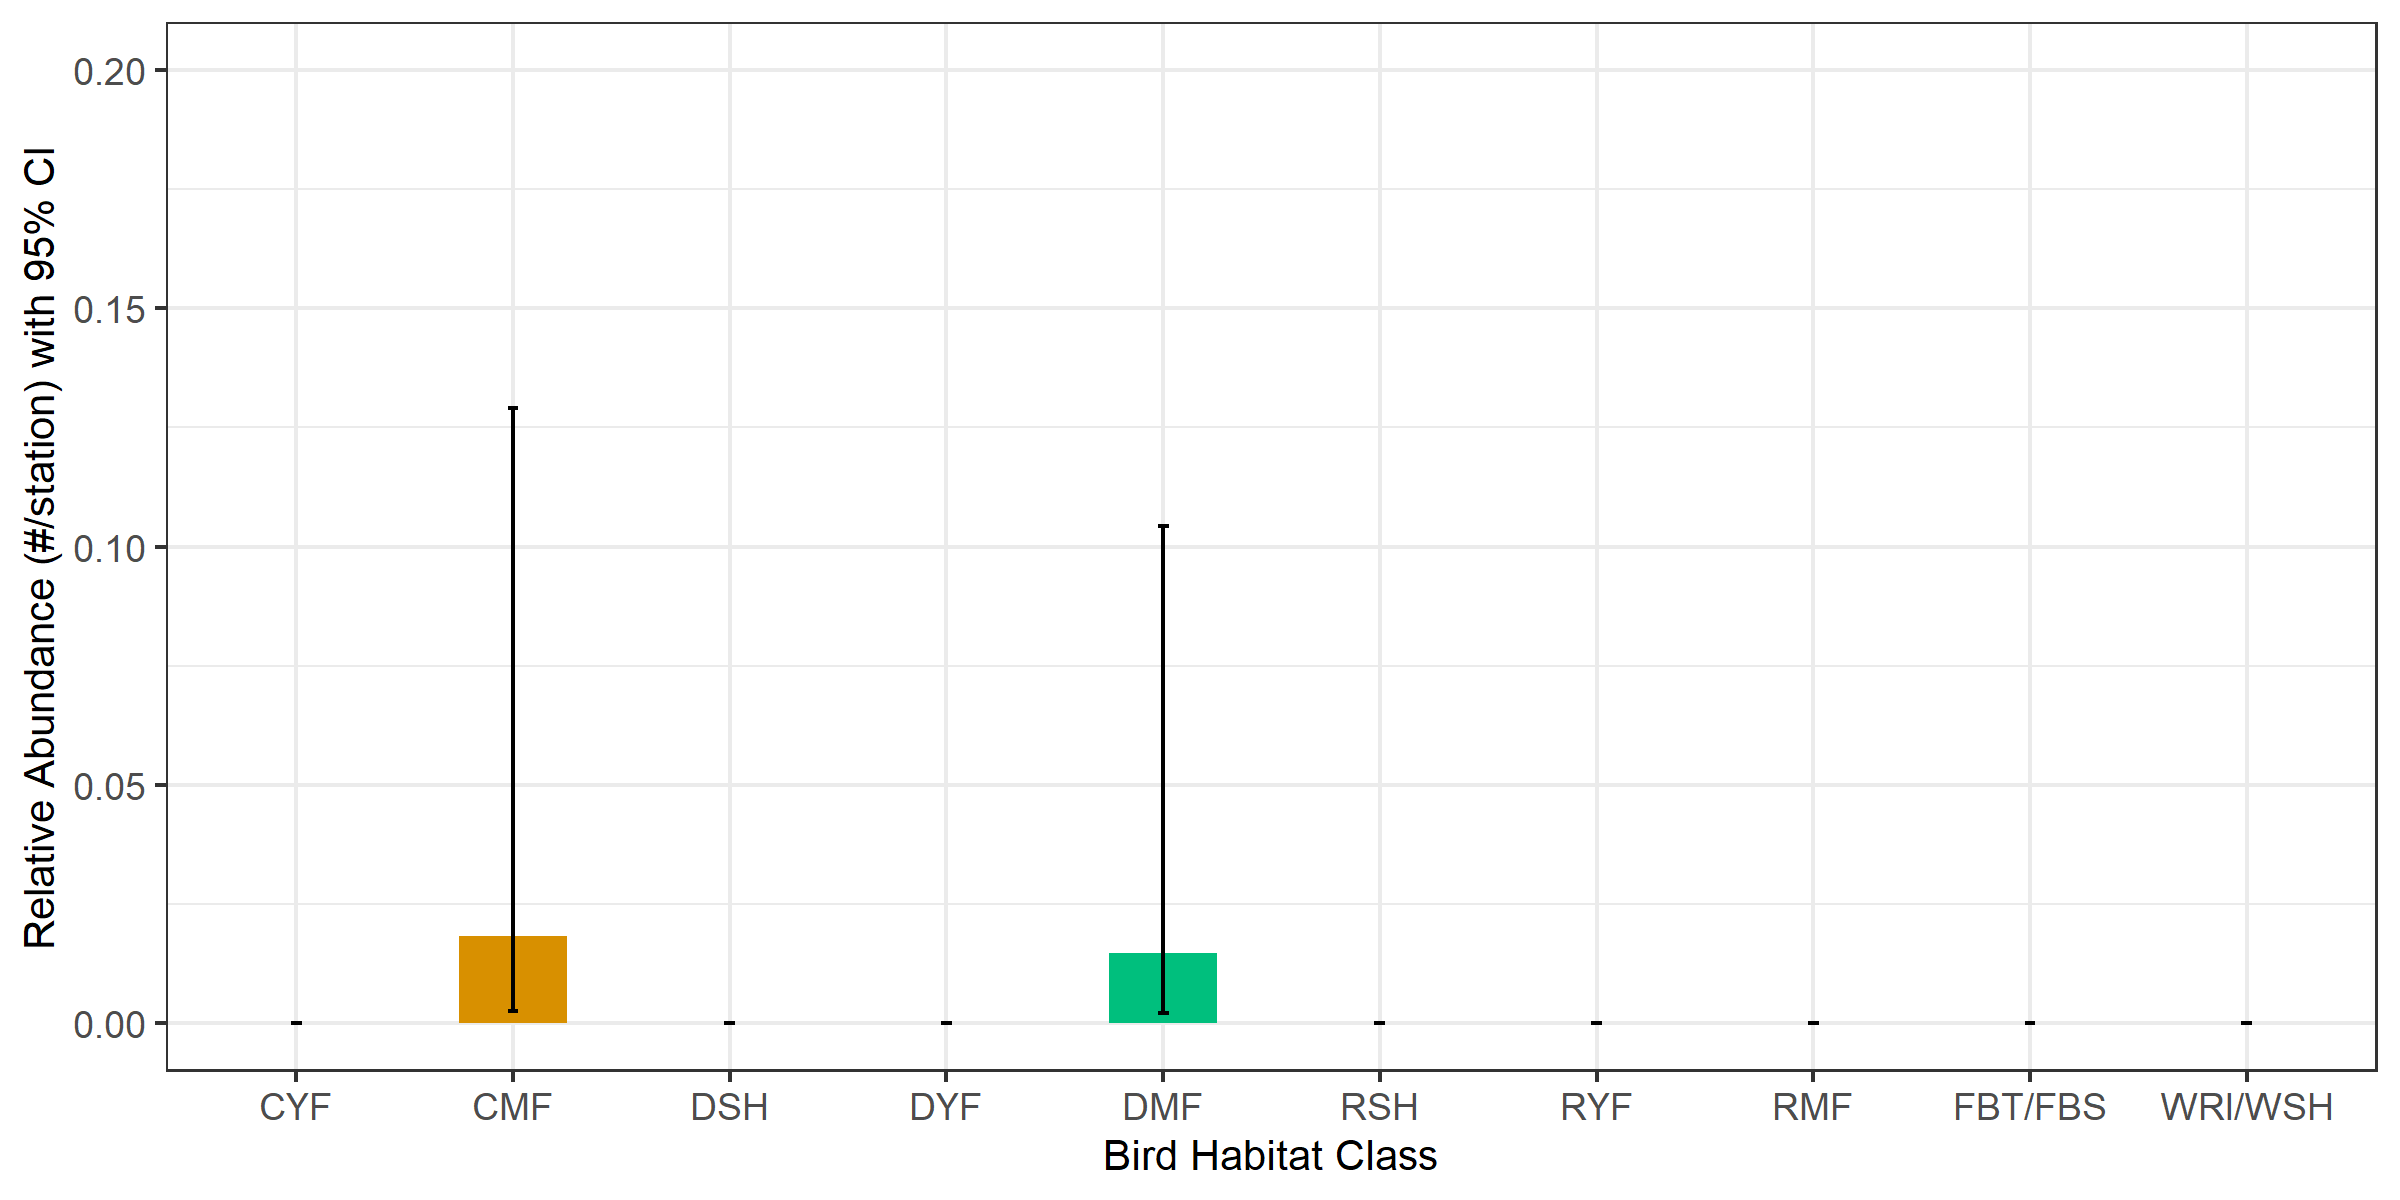 Relative Abundance (#/station) with 95% CI
0.20
0.15
0.10
0.05
0.00
CYF CMF DSH DYF DMF RSH RYF RMF FBT/FBS WRI/WSH
Bird Habitat Class